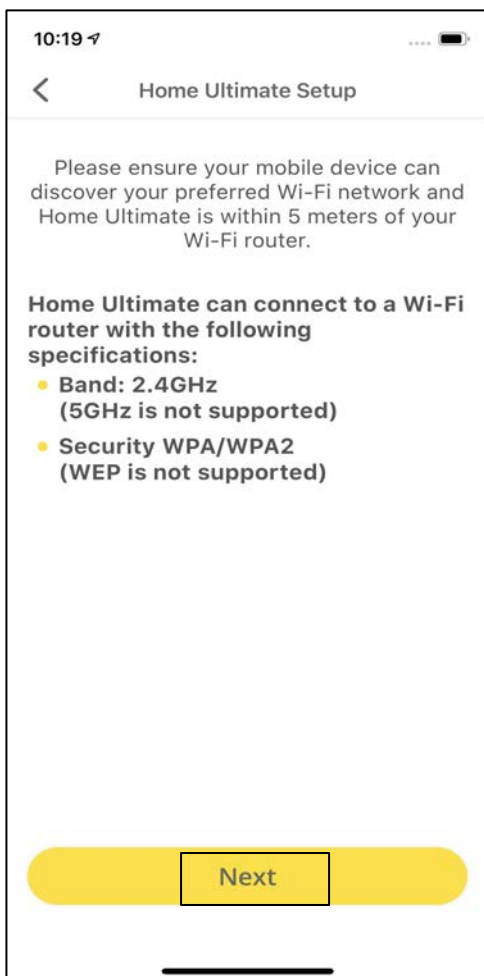 10:19
Home Ultimate Setup
Please ensure your mobile device can
discover your preferred Wi-Fi network and
Home Ultimate is within 5 meters of your
Wi-Fi router.
Home Ultimate can connect to a Wi-Fi
router with the following
specifications:
Band: 2.4GHz
(5GHz is not supported)
Security WPA/WPA2
(WEP is not supported)
Next